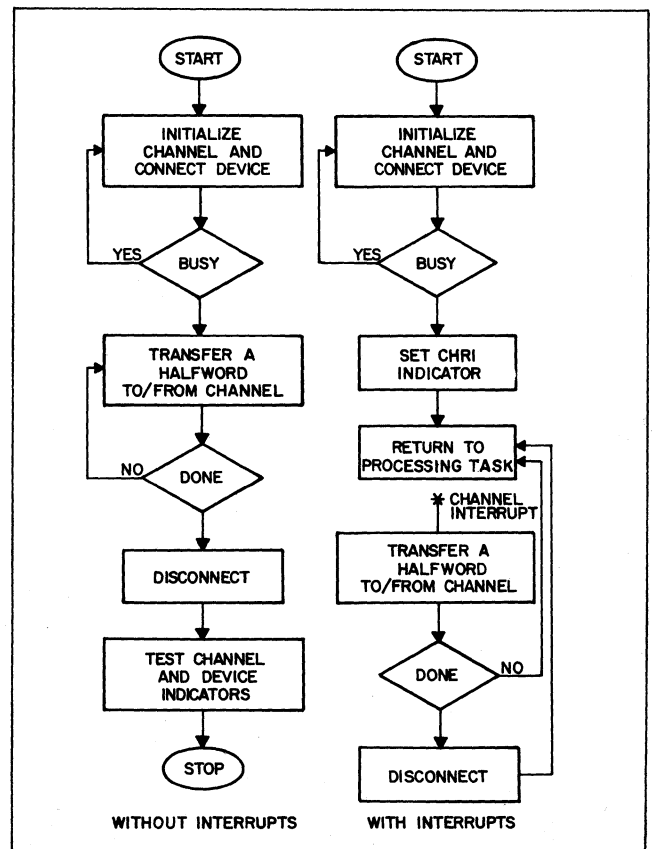 START
INITIALIZE
CHANNEL AND
CONNECT DEVICE
YES
BUSY
TRANSFER A
HALFWORD
TO/FROM CHANNEL
NO
DONE
DISCONNECT
TEST CHANNEL
AND DEVICE
INDICATORS
STOP
WITHOUT INTERRUPTS
START
INITIALIZE
CHANNEL AND
CONNECT DEVICE
YES
BUSY
SET CHRI
INDICATOR
RETURN TO
PROCESSING TASK
* CHANNEL
INTERRUPT
TRANSFER A
HALFWORD
TO/FROM CHANNEL
DONE
NO
DISCONNECT
WITH INTERRUPTS